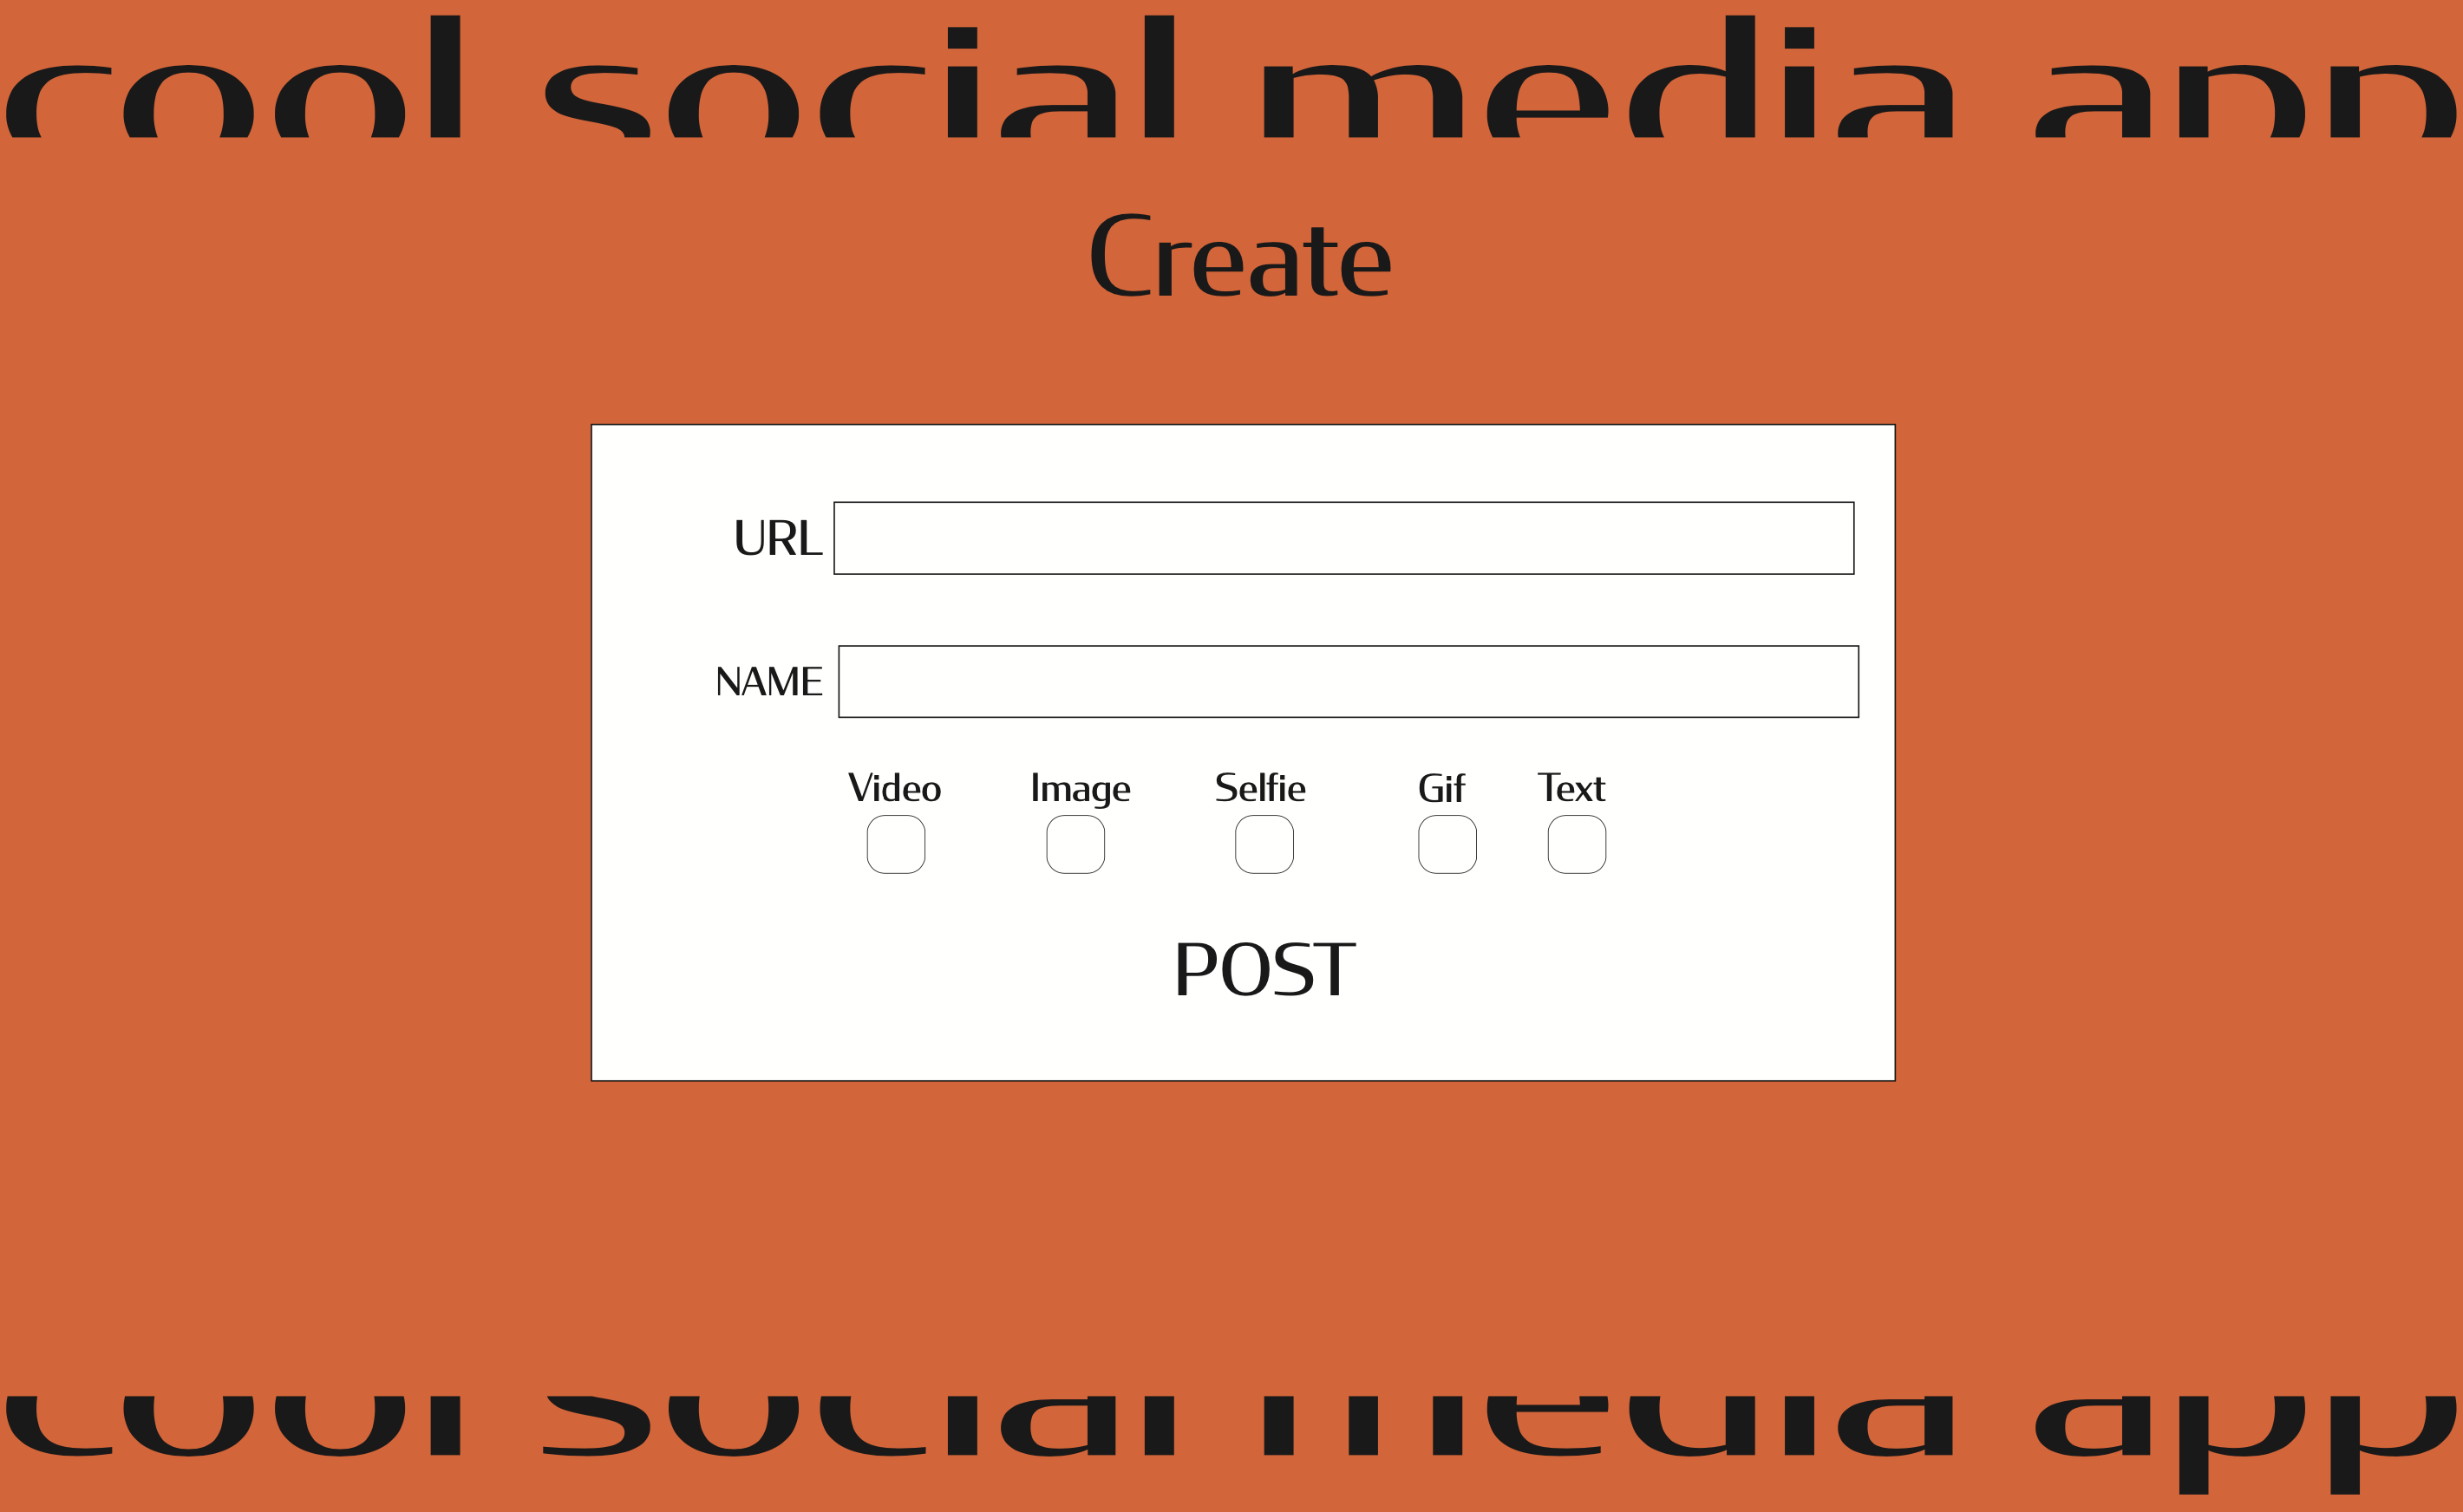 cool social media app
Create
URL
NAME
Video Image Selfie Gif Text
POST
cool social media app